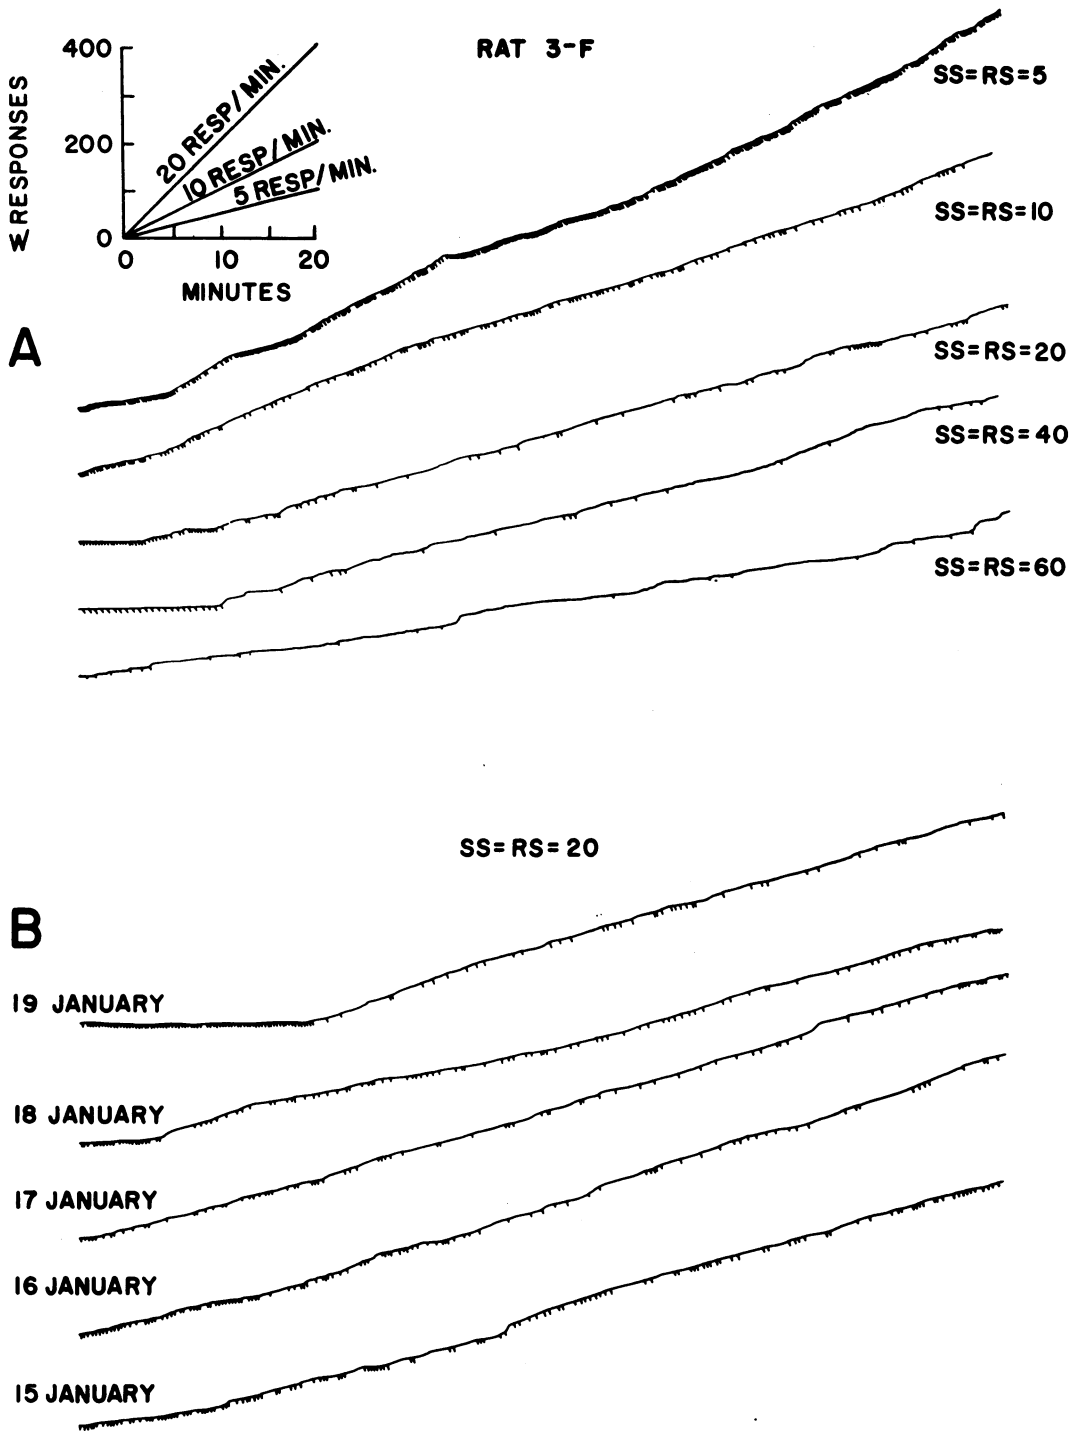 RAT 3-F
400
200
0
RESPONSES
20 RESP/MIN.
10 RESP/MIN.
5 RESP/MIN.
0 10 20
MINUTES
A
SS=RS=5
SS=RS=10
SS=RS=20
SS=RS=40
SS=RS=60
SS=RS=20
B
19 JANUARY
18 JANUARY
17 JANUARY
16 JANUARY
15 JANUARY